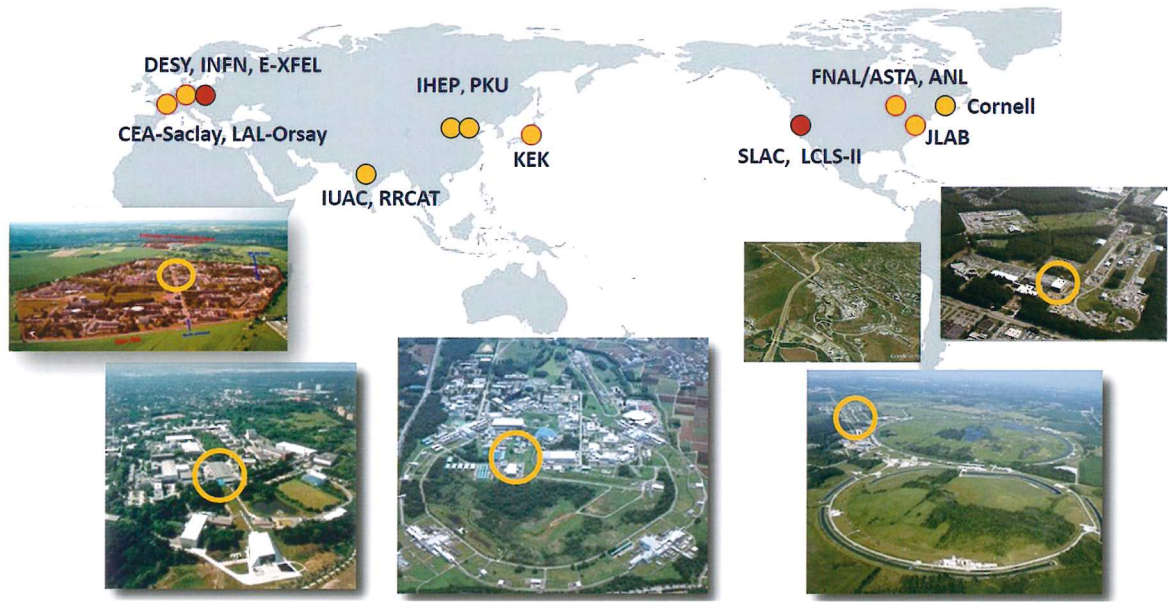 DESY, INFN, E-XFEL
CEA-Saclay, LAL-Orsay
IHEP, PKU
KEK
IUAC, RRCAT
FNAL/ASTA, ANL
Cornell
JLAB
SLAC, LCLS-II